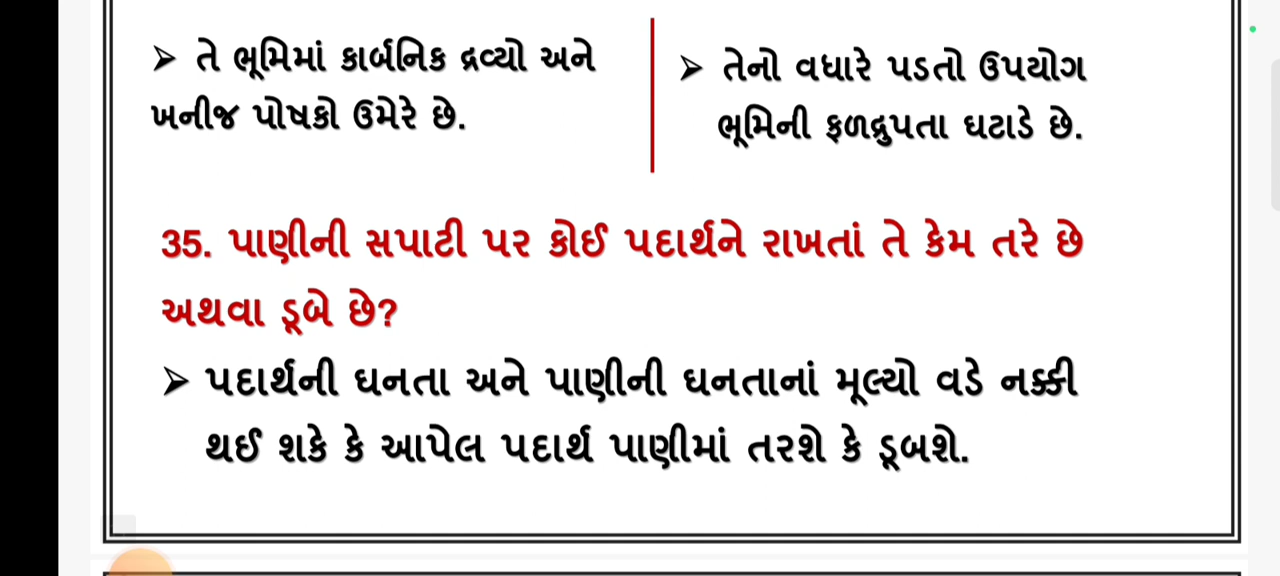 ➢ તે ભૂમિમાં કાર્બનિક દ્રવ્યો અને
ખનીજ પોષકો ઉમેરે છે.
➢ તેનો વધારે પડતો ઉપયોગ
ભૂમિની ફળદ્રુપતા ઘટાડે છે.
35. પાણીની સપાટી પર કોઈ પદાર્થને રાખતાં તે કેમ તરે છે
અથવા ડૂબે છે?
➢ પદાર્થની ઘનતા અને પાણીની ઘનતાનાં મૂલ્યો વડે નક્કી
થઈ શકે કે આપેલ પદાર્થ પાણીમાં તરશે કે ડૂબશે.